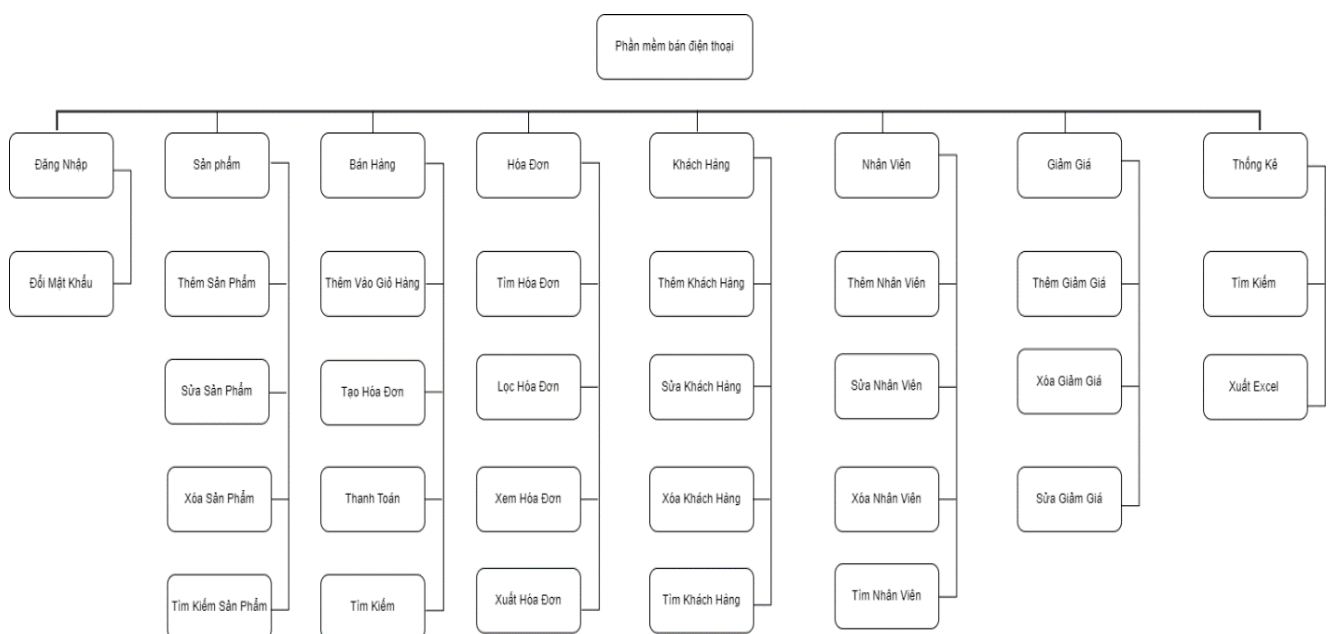 Phần mềm bán điện thoại
Đăng Nhập
Sản phẩm
Bán Hàng
Hóa Đơn
Khách Hàng
Nhân Viên
Giảm Giá
Thống Kê
Đổi Mật Khẩu
Thêm Sản Phẩm
Thêm Vào Giỏ Hàng
Tìm Hóa Đơn
Thêm Khách Hàng
Thêm Nhân Viên
Thêm Giảm Giá
Tìm Kiếm
Sửa Sản Phẩm
Tạo Hóa Đơn
Lọc Hóa Đơn
Sửa Khách Hàng
Sửa Nhân Viên
Xóa Giảm Giá
Xuất Excel
Xóa Sản Phẩm
Thanh Toán
Xem Hóa Đơn
Xóa Khách Hàng
Xóa Nhân Viên
Sửa Giảm Giá
Tìm Kiếm Sản Phẩm
Tìm Kiếm
Xuất Hóa Đơn
Tìm Khách Hàng
Tìm Nhân Viên